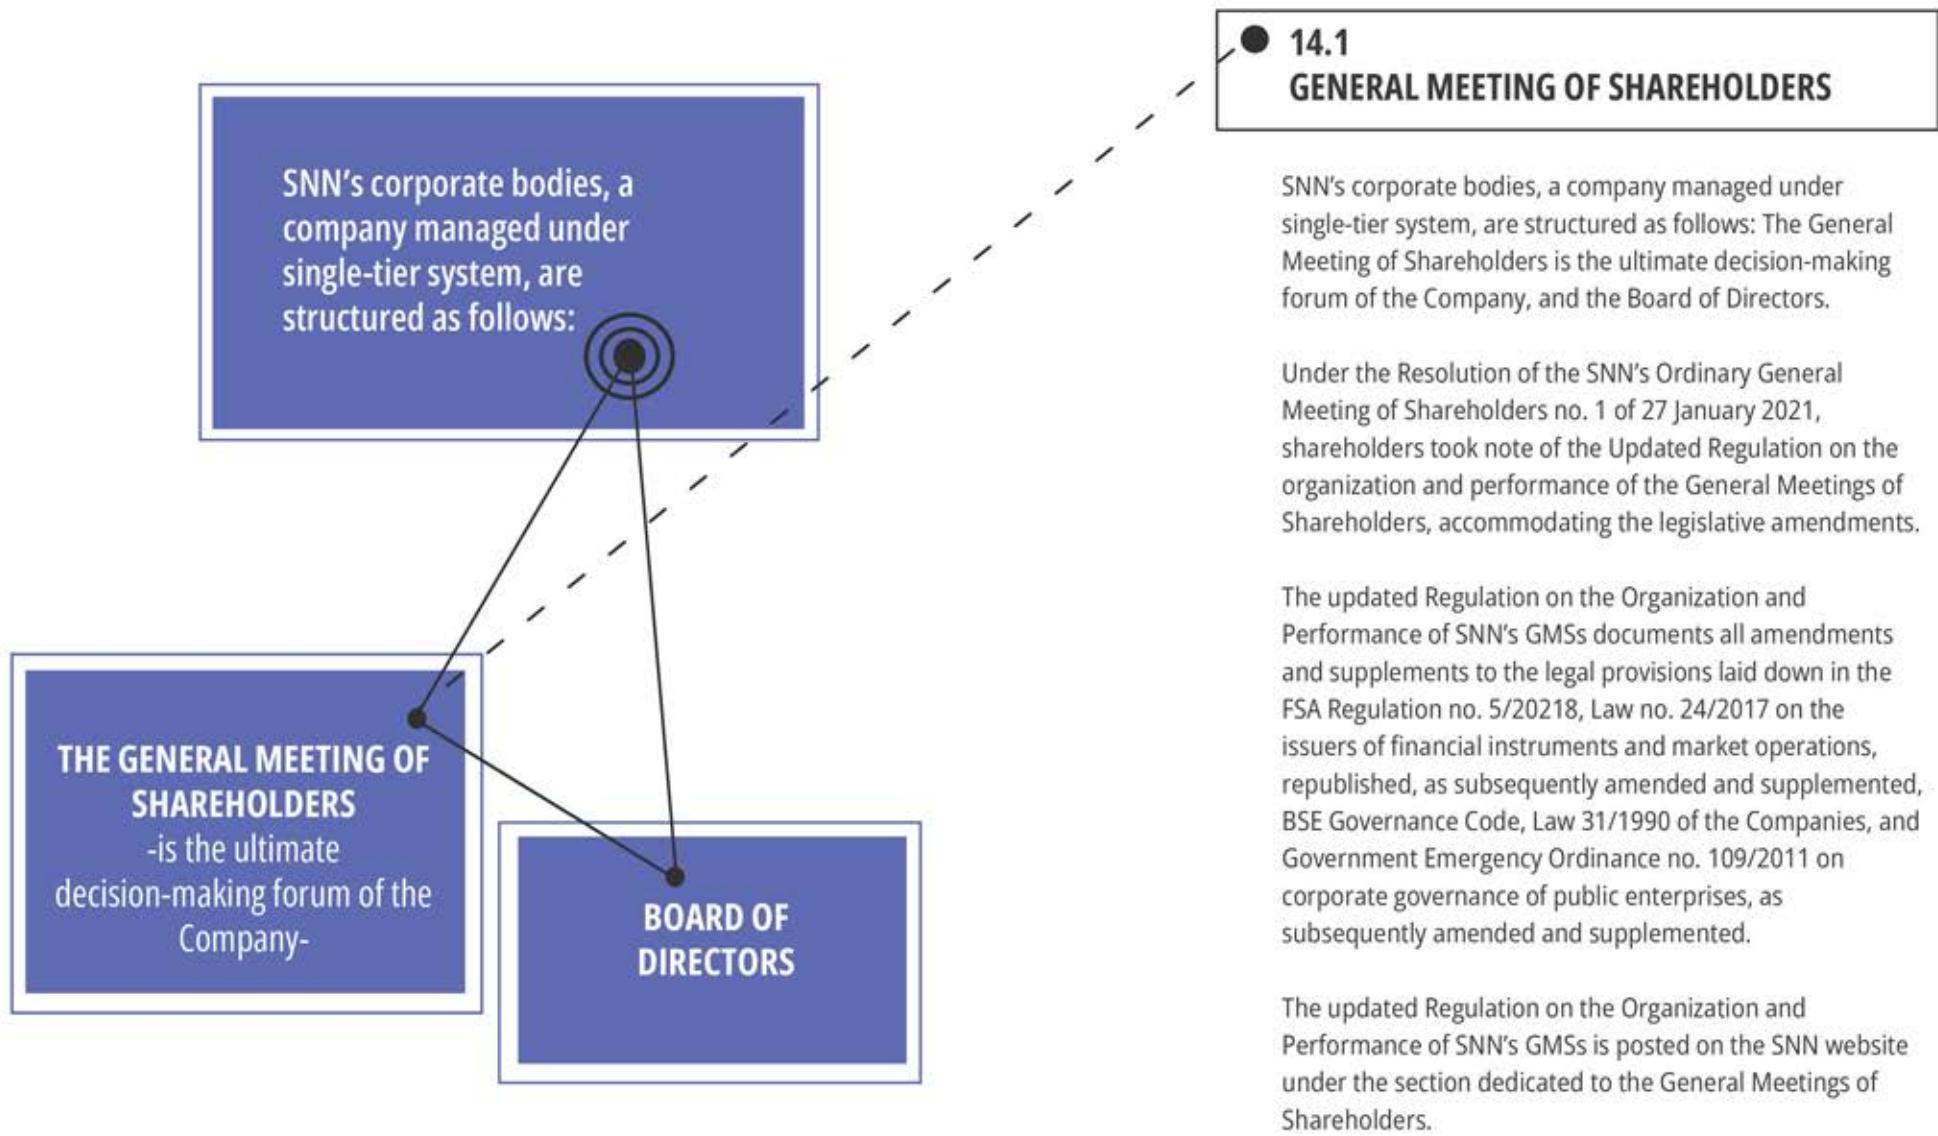 SNN's corporate bodies, a
company managed under
single-tier system, are
structured as follows:
THE GENERAL MEETING OF
SHAREHOLDERS
-is the ultimate
decision-making forum of the
Company-
BOARD OF
DIRECTORS
14.1
GENERAL MEETING OF SHAREHOLDERS
SNN's corporate bodies, a company managed under
single-tier system, are structured as follows: The General
Meeting of Shareholders is the ultimate decision-making
forum of the Company, and the Board of Directors.
Under the Resolution of the SNN's Ordinary General
Meeting of Shareholders no. 1 of 27 January 2021,
shareholders took note of the Updated Regulation on the
organization and performance of the General Meetings of
Shareholders, accommodating the legislative amendments.
The updated Regulation on the Organization and
Performance of SNN's GMSs documents all amendments
and supplements to the legal provisions laid down in the
FSA Regulation no. 5/20218, Law no. 24/2017 on the
issuers of financial instruments and market operations,
republished, as subsequently amended and supplemented,
BSE Governance Code, Law 31/1990 of the Companies, and
Government Emergency Ordinance no. 109/2011 on
corporate governance of public enterprises, as
subsequently amended and supplemented.
The updated Regulation on the Organization and
Performance of SNN's GMSs is posted on the SNN website
under the section dedicated to the General Meetings of
Shareholders.